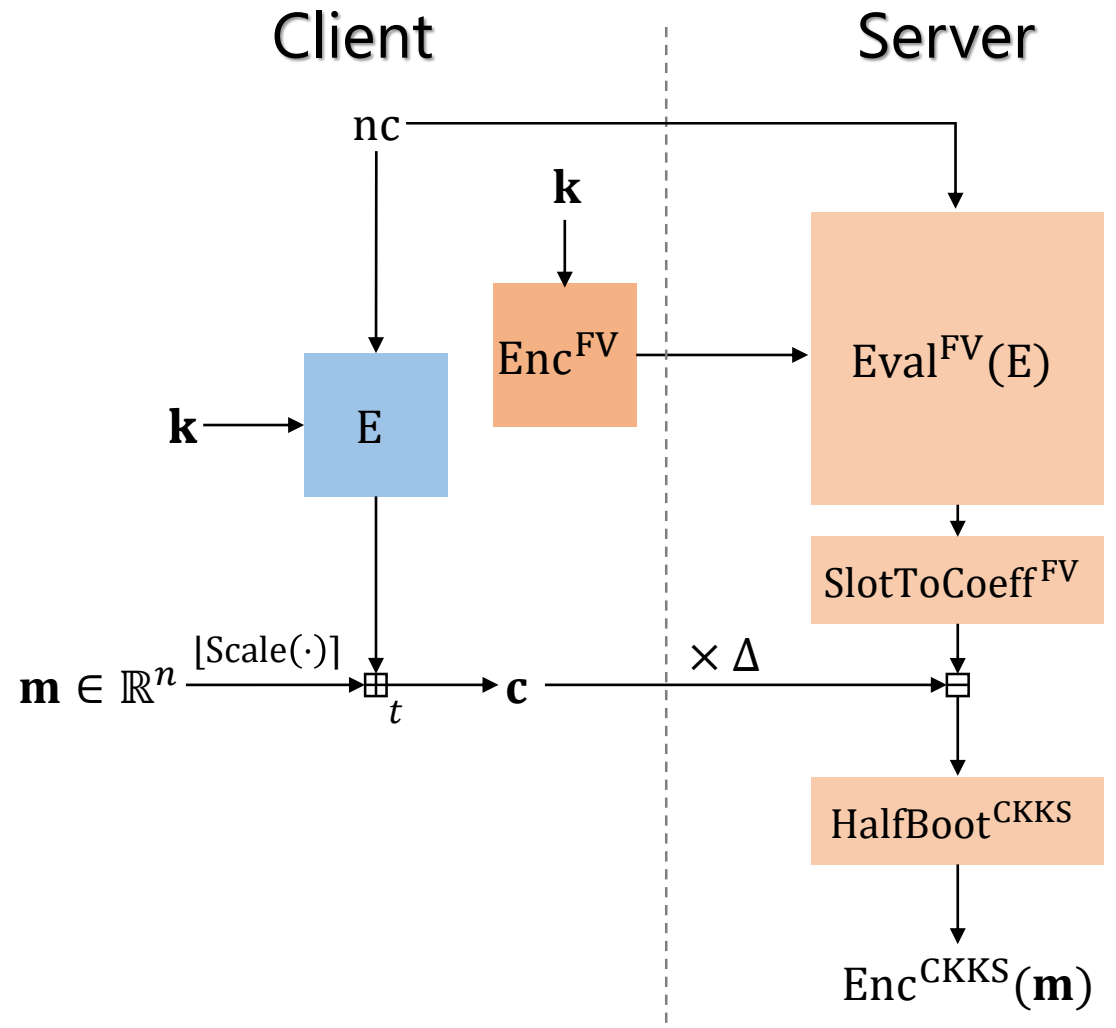 Client
Server
nc
k
Enc^FV
Eval^FV(E)
k
E
SlotToCoeff^FV
m ∈ ℝ^n
⌊Scale(·)⌉
t
c
× Δ
HalfBoot^CKKS
Enc^CKKS(m)